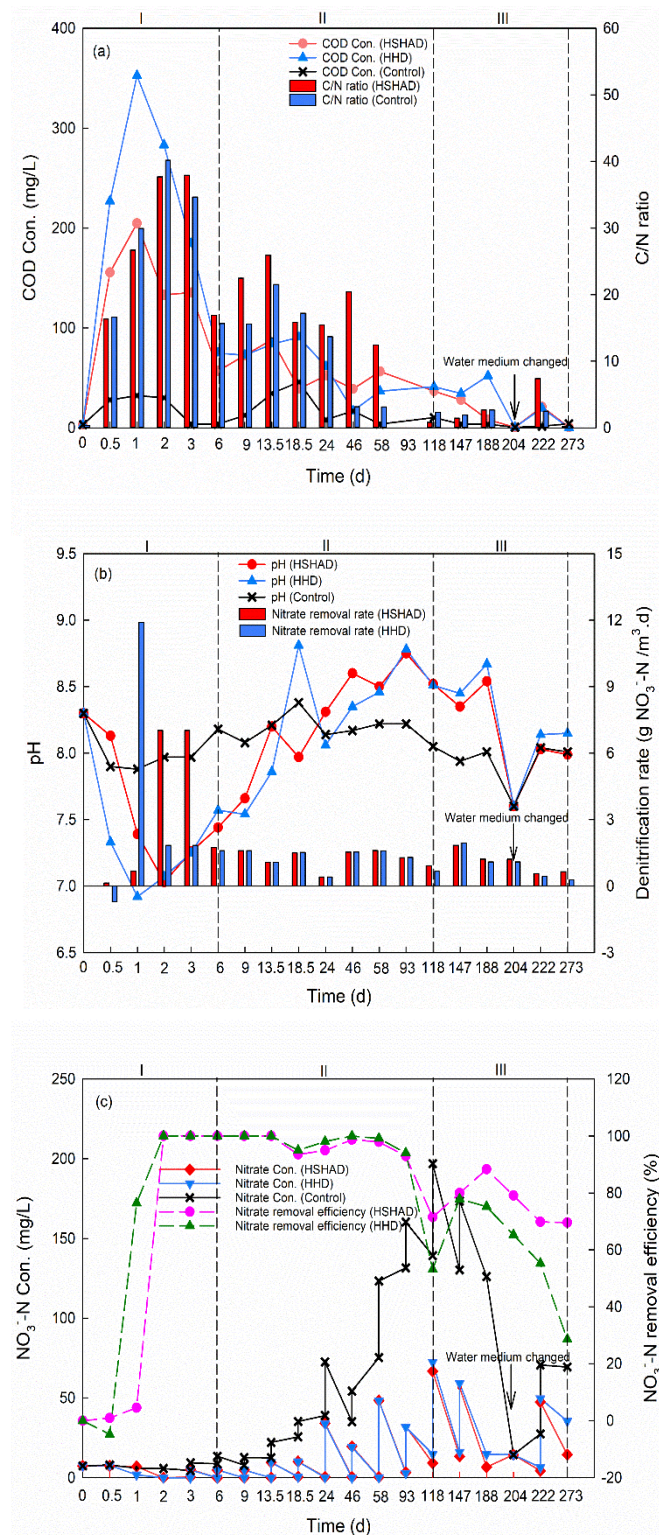 I II III
400 60
(a)
COD Con. (HSHAD)
COD Con. (HHD)
COD Con. (Control)
C/N ratio (HSHAD)
C/N ratio (Control)
50
300
40
COD Con. (mg/L)
200 30
C/N ratio
20
100
Water medium changed
10
0 0
0 0.5 1 2 3 6 9 13.5 18.5 24 46 58 118 147 188 204 222 273
Time (d)
I II III
9.5 15
(b)
pH (HSHAD)
pH (HHD)
pH (Control)
Nitrate removal rate (HSHAD)
Nitrate removal rate (HHD)
9.0 12
8.5 9
pH
8.0 6
Denitrification rate (g NO₃⁻-N /m³.d)
7.5 3
Water medium changed
7.0 0
6.5 -3
0 0.5 1 2 3 6 9 13.5 18.5 24 46 58 93 118 147 188 204 222 273
Time (d)
I II III
250 120
(c)
100
200
Nitrate Con. (HSHAD)
Nitrate Con. (HHD)
Nitrate Con. (Control)
Nitrate removal efficiency (HSHAD)
Nitrate removal efficiency (HHD)
80
150
60
NO₃⁻-N Con. (mg/L)
NO₃⁻-N removal efficiency (%)
100 40
Water medium changed
20
50
0
0 -20
0 0.5 1 2 3 6 9 13.5 18.5 24 46 58 93 118 147 188 204 222 273
Time (d)